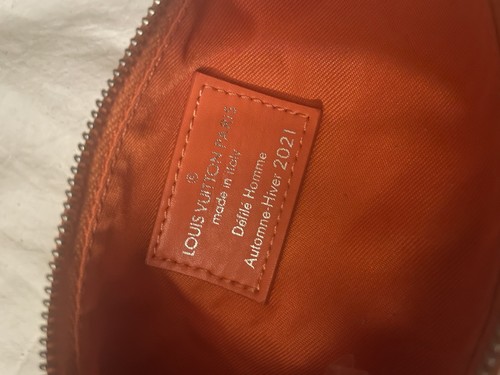 ®
LOUIS VUITTON PARIS
made in Italy
Défilé Homme
Automne-Hiver 2021